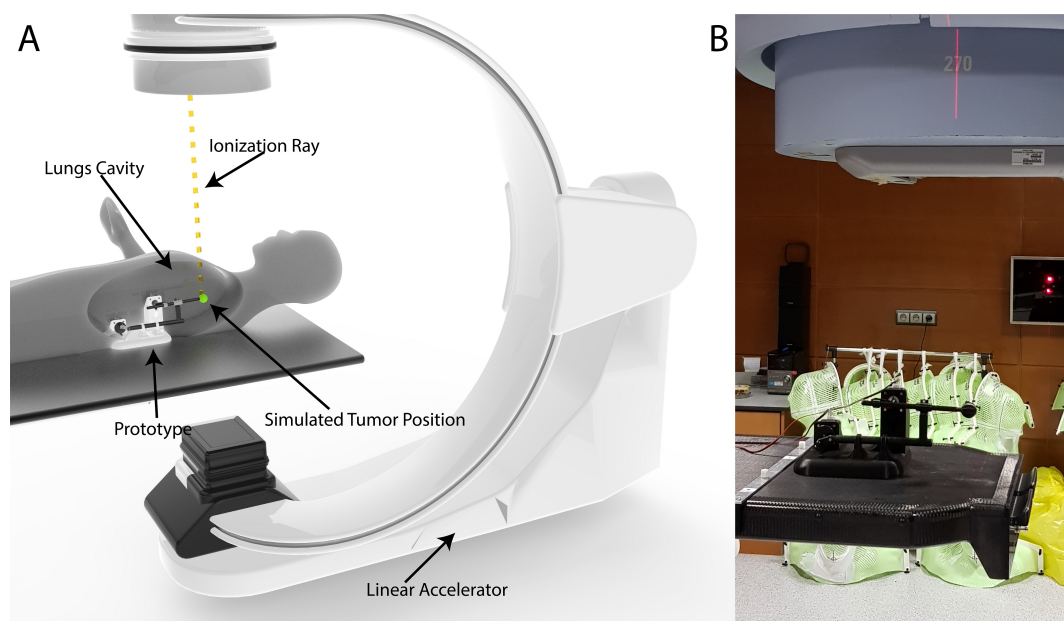 A
B
270
Ionization Ray
Lungs Cavity
Simulated Tumor Position
Prototype
Linear Accelerator